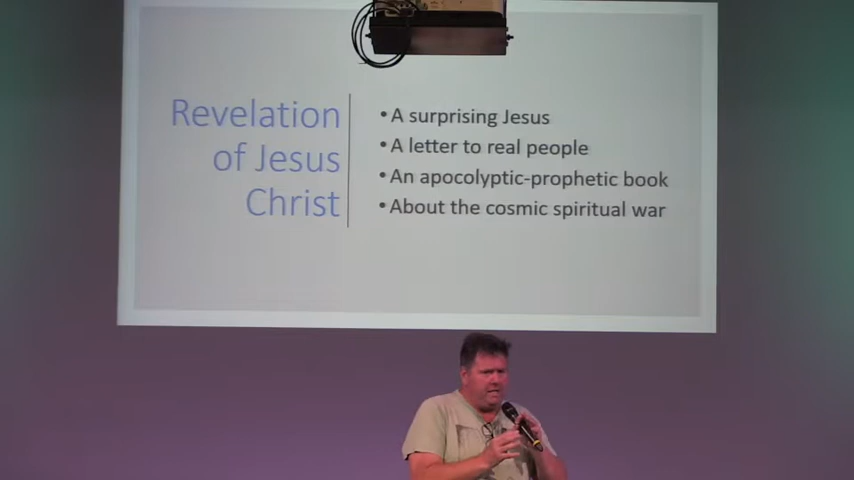 Revelation
of Jesus
Christ
• A surprising Jesus
• A letter to real people
• An apocolyptic-prophetic book
• About the cosmic spiritual war